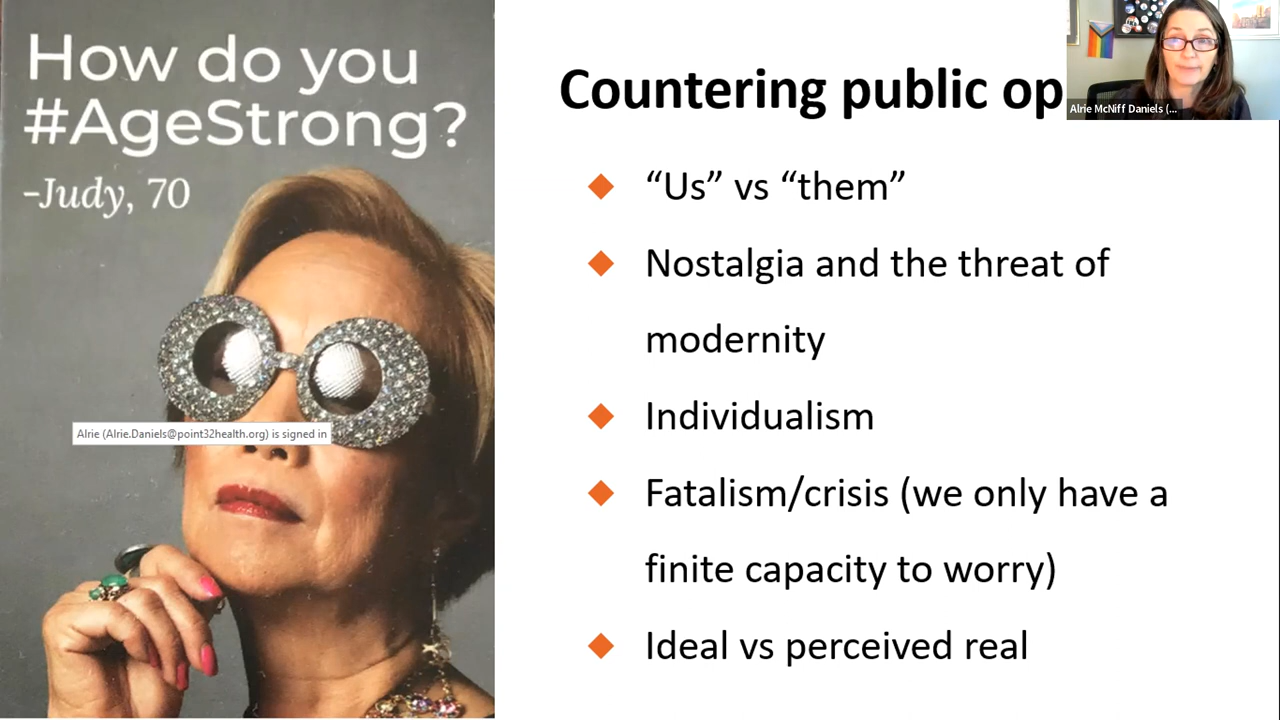 How do you
#AgeStrong?
-Judy, 70
Alrie (Alrie.Daniels@point32health.org) is signed in
Countering public op
Alrie McNiff Daniels (...
“Us” vs “them”
Nostalgia and the threat of
modernity
Individualism
Fatalism/crisis (we only have a
finite capacity to worry)
Ideal vs perceived real